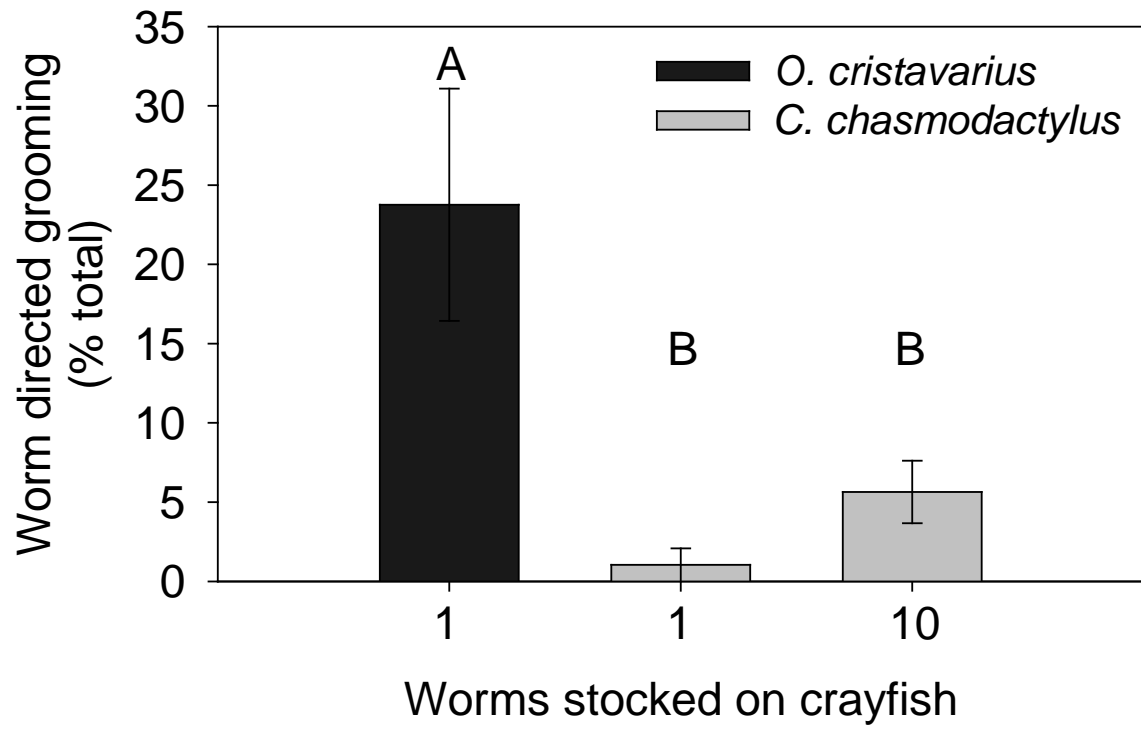 Worm directed grooming
(% total)
35
30
25
20
15
10
5
0
A
B
B
O. cristavarius
C. chasmodactylus
1
1
10
Worms stocked on crayfish